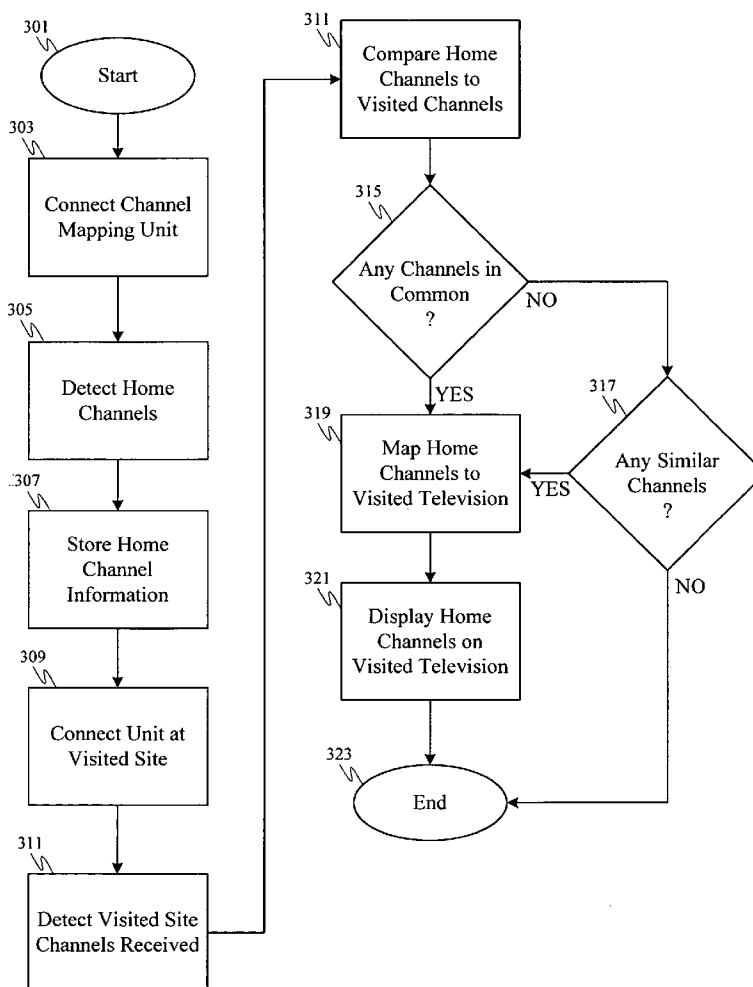 301
Start
303
Connect Channel
Mapping Unit
305
Detect Home
Channels
307
Store Home
Channel
Information
309
Connect Unit at
Visited Site
311
Detect Visited Site
Channels Received
311
Compare Home
Channels to
Visited Channels
315
Any Channels in
Common
?
NO
YES
317
Any Similar
Channels
?
YES
NO
319
Map Home
Channels to
Visited Television
321
Display Home
Channels on
Visited Television
323
End